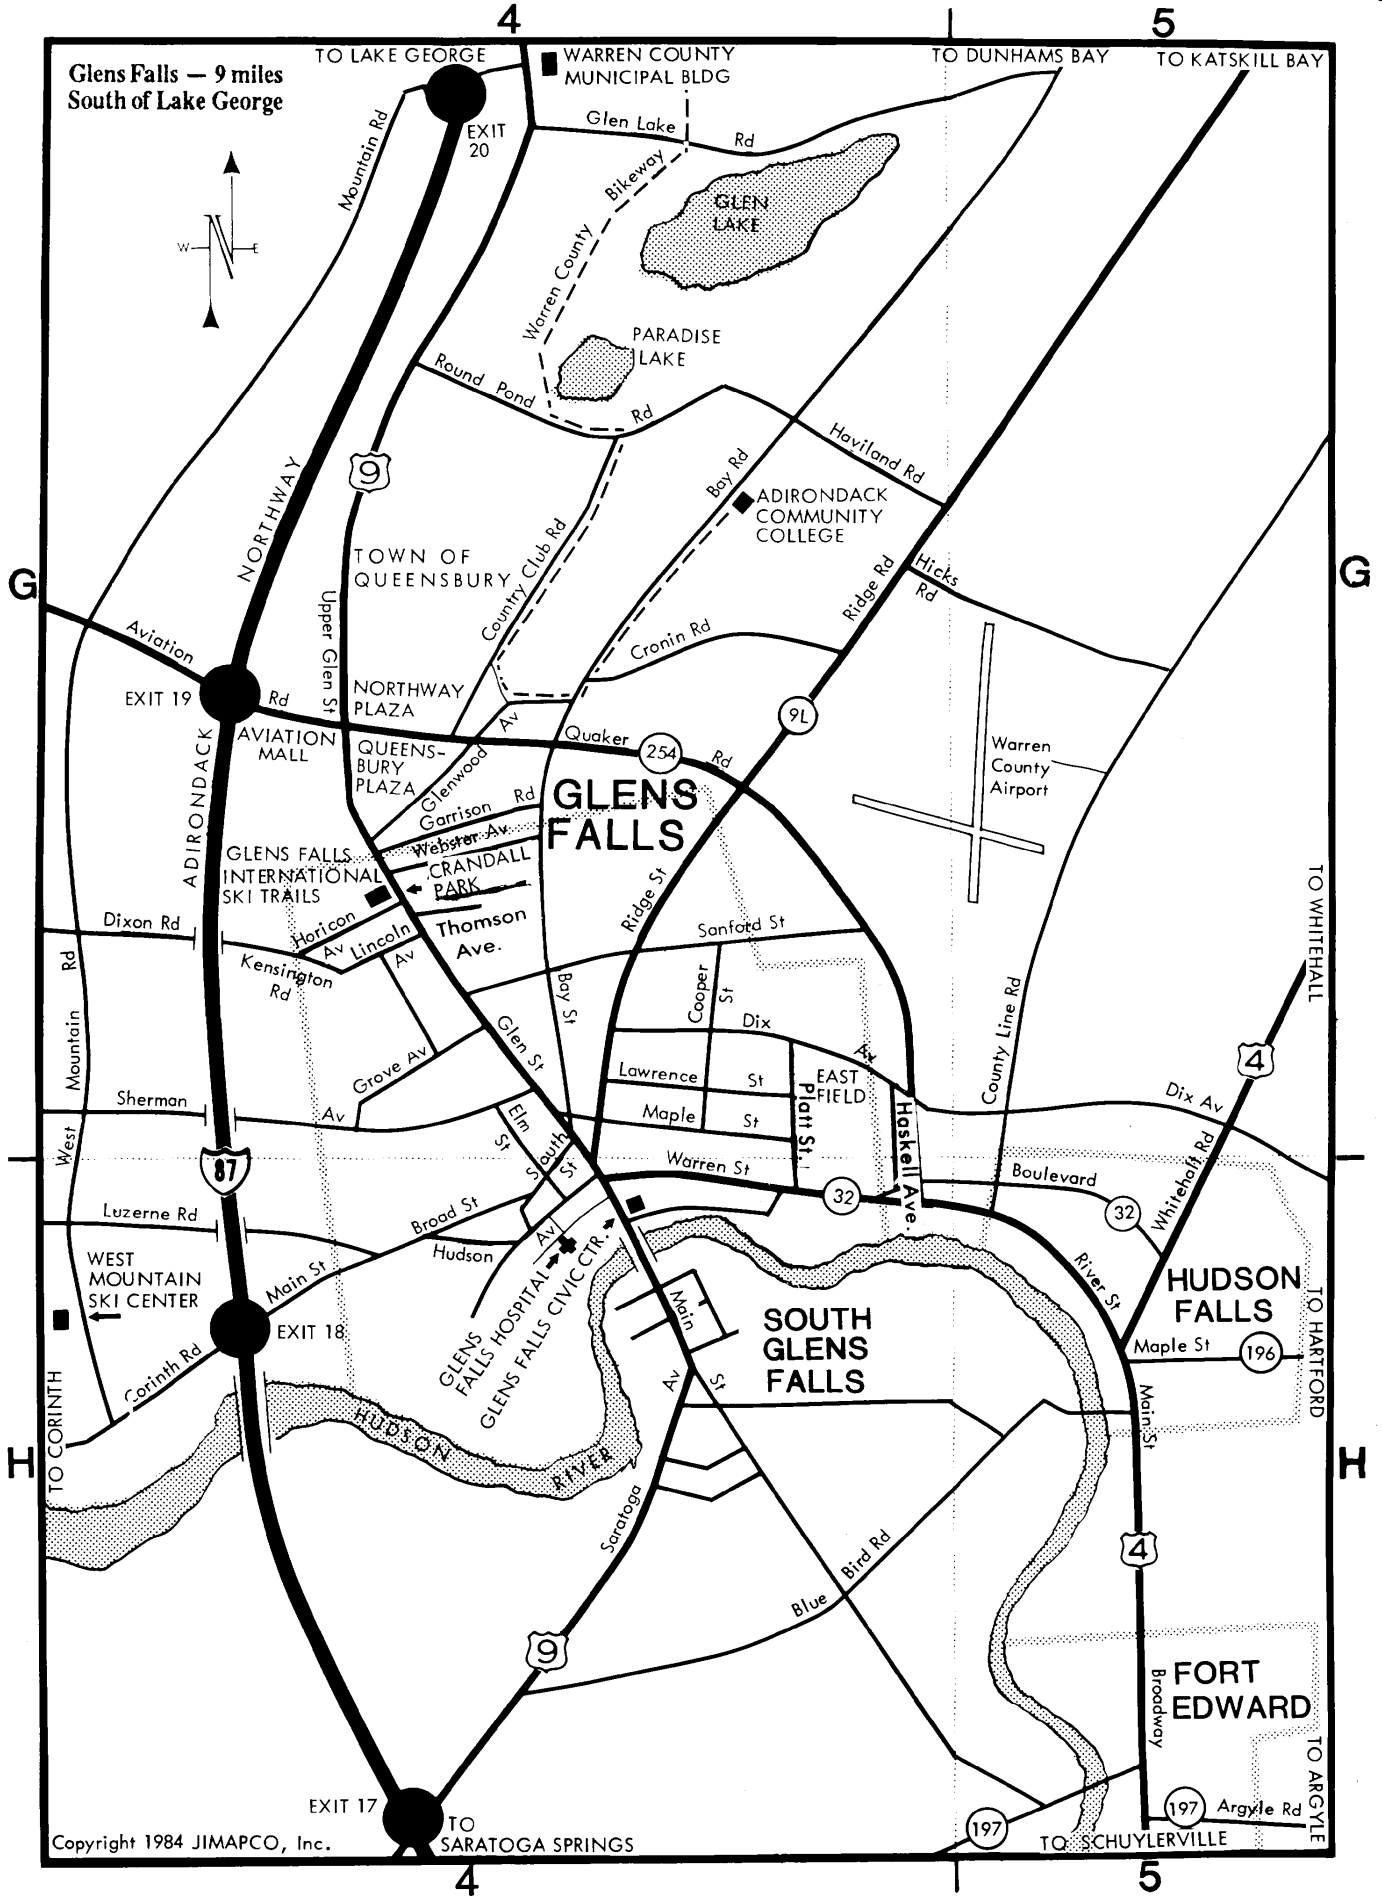 4
5
Glens Falls — 9 miles
South of Lake George
TO LAKE GEORGE
WARREN COUNTY
MUNICIPAL BLDG
TO DUNHAMS BAY
TO KATSKILL BAY
EXIT
20
Mountain Rd
Glen Lake Rd
N
W
E
Warren County Bikeway
GLEN
LAKE
PARADISE
LAKE
Round Pond Rd
Haviland Rd
9
NORTHWAY
Bay Rd
ADIRONDACK
COMMUNITY
COLLEGE
TOWN OF
QUEENSBURY
Country Club Rd
Ridge Rd
Hicks
Rd
G
G
Upper Glen St
Aviation Rd
Cronin Rd
EXIT 19
NORTHWAY
PLAZA
9L
AVIATION
MALL
QUEENS-
BURY
PLAZA
Quaker Rd
254
Warren
County
Airport
ADIRONDACK
Glenwood Av
Garrison Rd
Webster Av
GLENS
FALLS
GLENS FALLS
INTERNATIONAL
SKI TRAILS
CRANDALL
PARK
Thomson
Ave.
Dixon Rd
Horicon
Av
Lincoln
Av
Kensington
Rd
Ridge St
Sanford St
TO WHITEHALL
West Mountain Rd
Bay St
Cooper St
Glen St
Dix Av
County Line Rd
4
Grove Av
Lawrence St
EAST
FIELD
Platt St.
Haskell Ave.
Dix Av
Sherman Av
Elm
St
South
St
Maple St
87
Warren St
32
Boulevard
32
Whitehall Rd
Luzerne Rd
Broad St
Hudson Av
WEST
MOUNTAIN
SKI CENTER
Main St
EXIT 18
GLENS
FALLS HOSPITAL
GLENS FALLS CIVIC CTR.
River St
HUDSON
FALLS
Main St
SOUTH
GLENS
FALLS
Maple St
196
TO HARTFORD
Corinth Rd
TO CORINTH
Main St
H
H
HUDSON RIVER
Saratoga Av
4
Blue Bird Rd
9
Broadway
FORT
EDWARD
EXIT 17
TO
SARATOGA SPRINGS
197
197
Argyle Rd
TO ARGYLE
TO SCHUYLERVILLE
Copyright 1984 JIMAPCO, Inc.
4
5